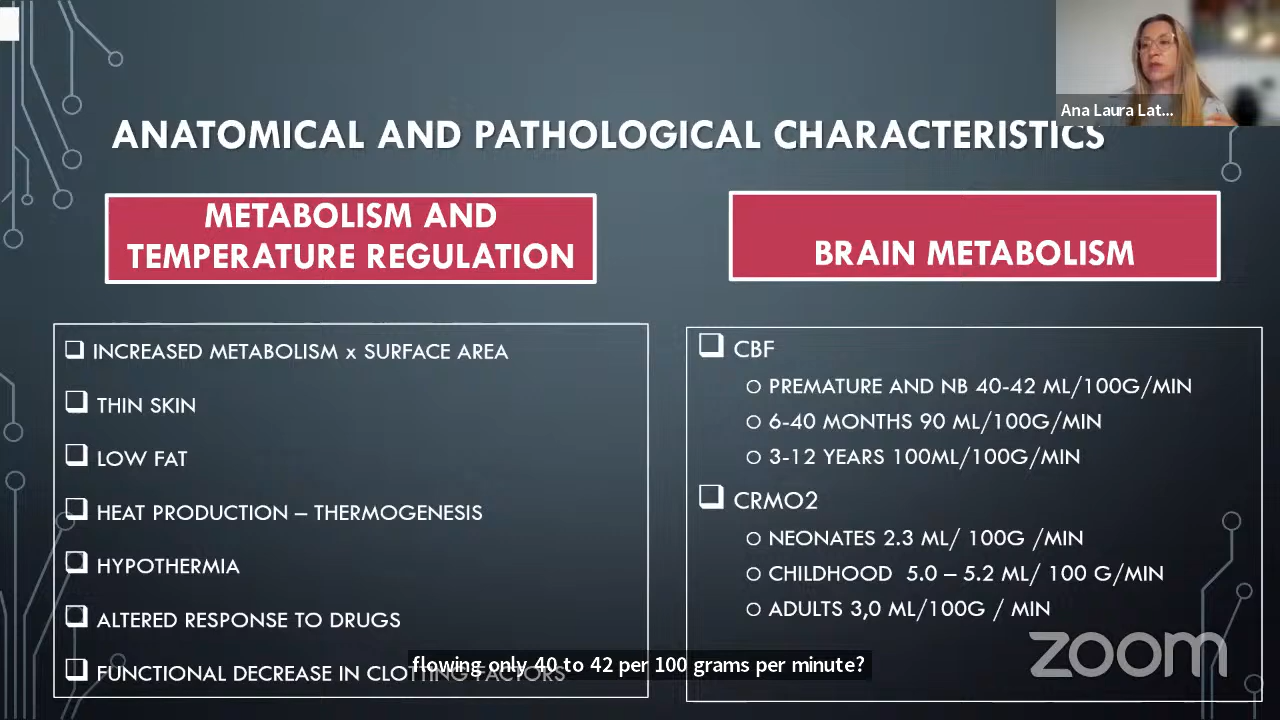 Ana Laura Lat...
ANATOMICAL AND PATHOLOGICAL CHARACTERISTICS
METABOLISM AND
TEMPERATURE REGULATION
INCREASED METABOLISM x SURFACE AREA
THIN SKIN
LOW FAT
HEAT PRODUCTION – THERMOGENESIS
HYPOTHERMIA
ALTERED RESPONSE TO DRUGS
FUNCTIONAL DECREASE IN CLOTTING FACTORS
BRAIN METABOLISM
CBF
PREMATURE AND NB 40-42 ML/100G/MIN
6-40 MONTHS 90 ML/100G/MIN
3-12 YEARS 100ML/100G/MIN
CRMO2
NEONATES 2.3 ML/ 100G /MIN
CHILDHOOD 5.0 – 5.2 ML/ 100 G/MIN
ADULTS 3,0 ML/100G / MIN
flowing only 40 to 42 per 100 grams per minute?
zoom